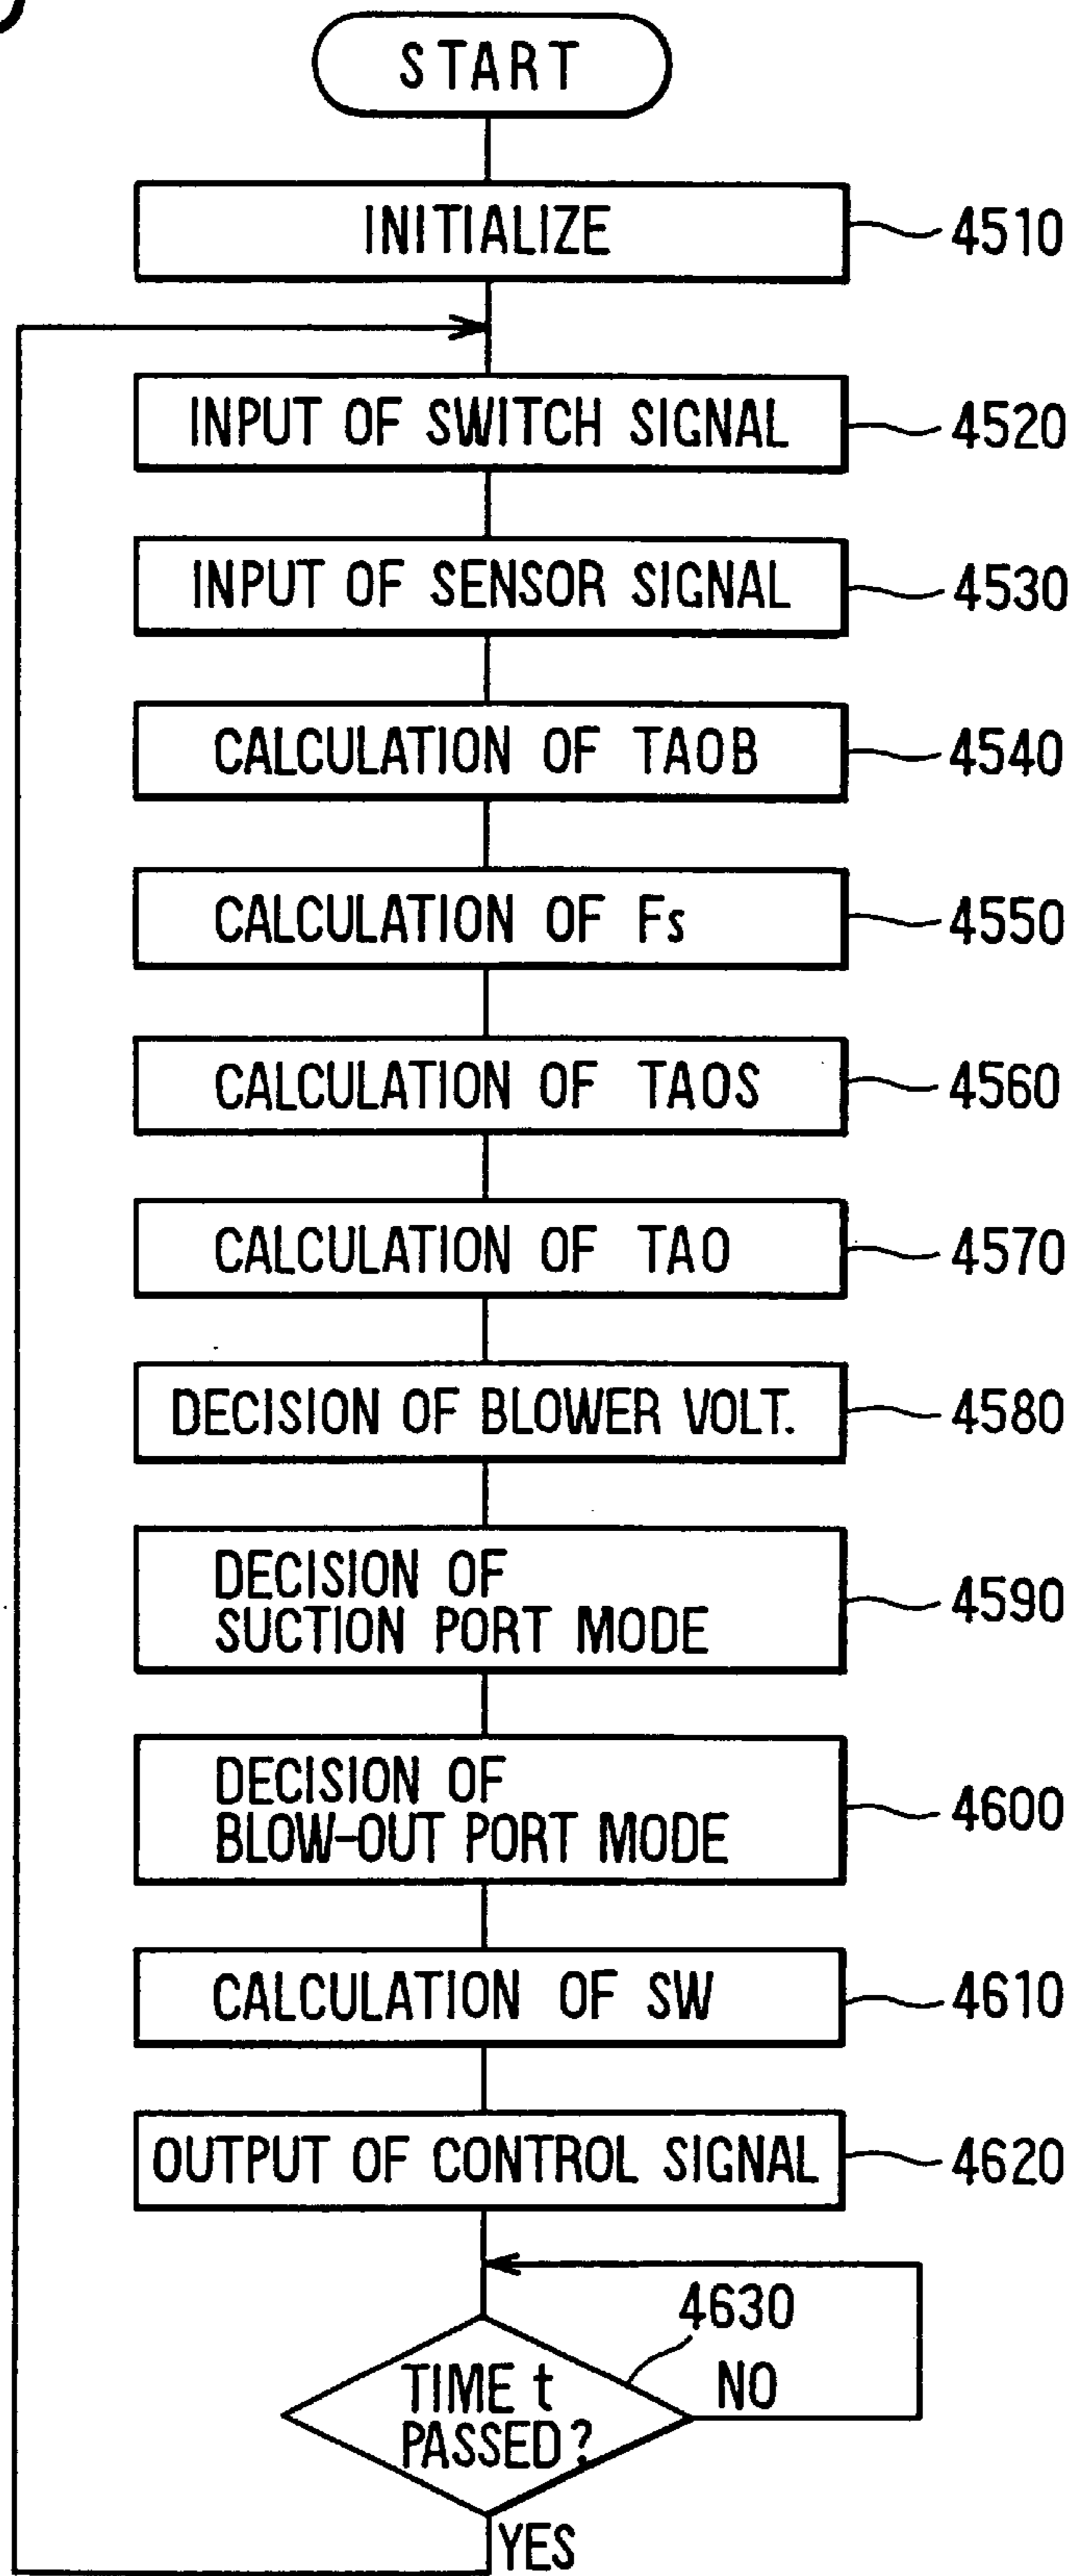 START
INITIALIZE
4510
INPUT OF SWITCH SIGNAL
4520
INPUT OF SENSOR SIGNAL
4530
CALCULATION OF TAOB
4540
CALCULATION OF Fs
4550
CALCULATION OF TAOS
4560
CALCULATION OF TAO
4570
DECISION OF BLOWER VOLT.
4580
DECISION OF
SUCTION PORT MODE
4590
DECISION OF
BLOW-OUT PORT MODE
4600
CALCULATION OF SW
4610
OUTPUT OF CONTROL SIGNAL
4620
4630
TIME t
PASSED?
NO
YES